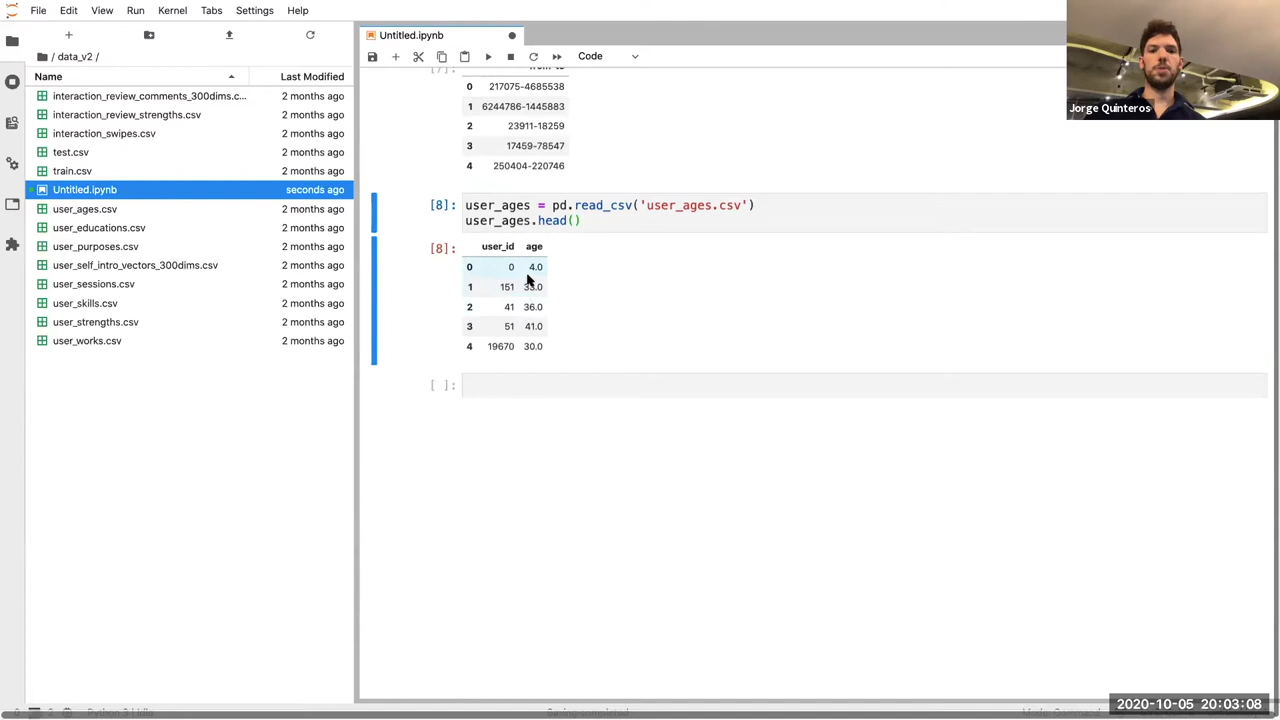 File Edit View Run Kernel Tabs Settings Help
Untitled.ipynb
/ data_v2 /
Code
Name Last Modified
interaction_review_comments_300dims.c... 2 months ago
interaction_review_strengths.csv 2 months ago
interaction_swipes.csv 2 months ago
test.csv 2 months ago
train.csv 2 months ago
Untitled.ipynb seconds ago
user_ages.csv 2 months ago
user_educations.csv 2 months ago
user_purposes.csv 2 months ago
user_self_intro_vectors_300dims.csv 2 months ago
user_sessions.csv 2 months ago
user_skills.csv 2 months ago
user_strengths.csv 2 months ago
user_works.csv 2 months ago
[7]:
0 217075-4685538
1 6244786-1445883
2 23911-18259
3 17459-78547
4 250404-220746
[8]: user_ages = pd.read_csv('user_ages.csv')
user_ages.head()
[8]: user_id age
0 0 4.0
1 151 33.0
2 41 36.0
3 51 41.0
4 19670 30.0
[ ]:
Jorge Quinteros
2020-10-05 20:03:08